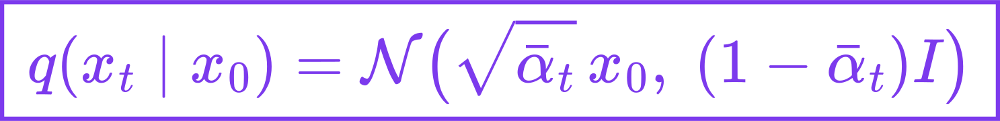 q(x_t | x_0) = 𝒩(√ᾱ_t x_0, (1 − ᾱ_t)I)